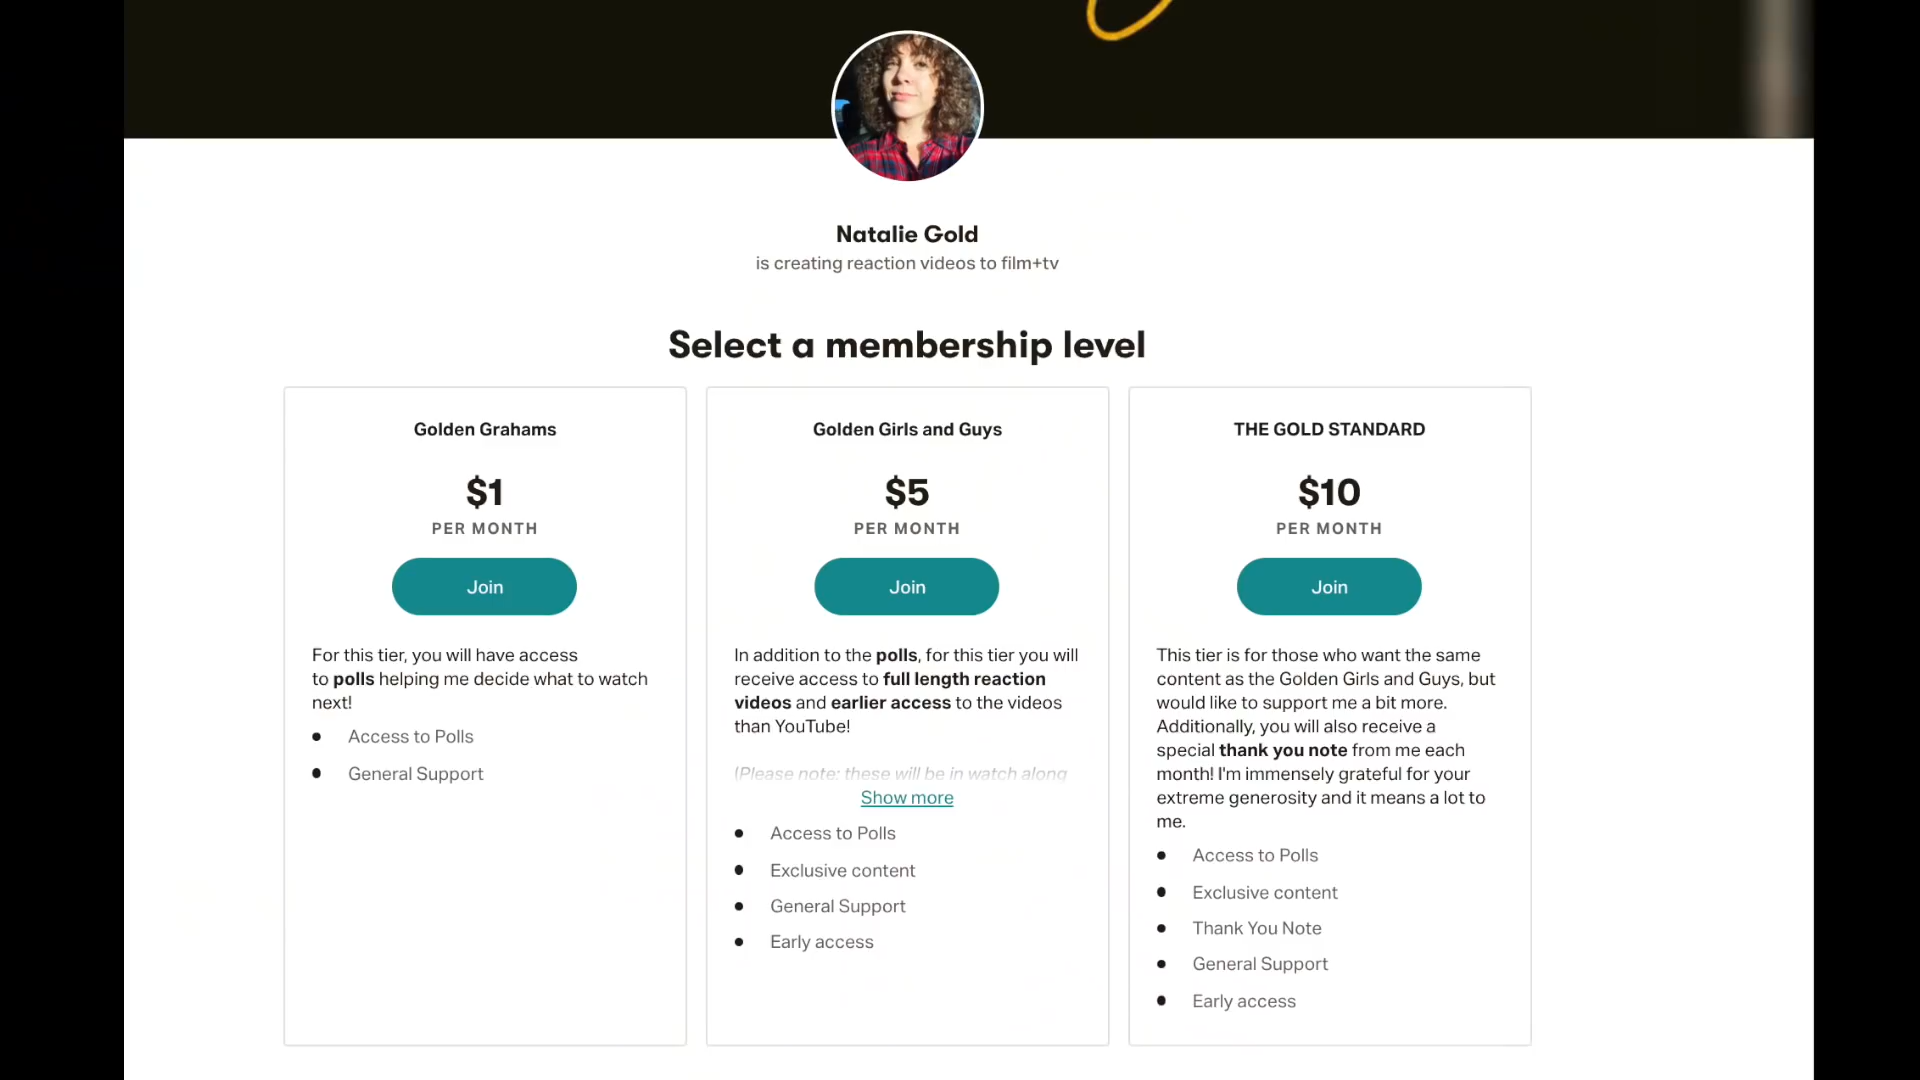 Natalie Gold
is creating reaction videos to film+tv
Select a membership level
Golden Grahams
$1
PER MONTH
Join
For this tier, you will have access
to polls helping me decide what to watch
next!
Access to Polls
General Support
Golden Girls and Guys
$5
PER MONTH
Join
In addition to the polls, for this tier you will
receive access to full length reaction
videos and earlier access to the videos
than YouTube!
(Please note: these will be in watch along
Show more
Access to Polls
Exclusive content
General Support
Early access
THE GOLD STANDARD
$10
PER MONTH
Join
This tier is for those who want the same
content as the Golden Girls and Guys, but
would like to support me a bit more.
Additionally, you will also receive a
special thank you note from me each
month! I'm immensely grateful for your
extreme generosity and it means a lot to
me.
Access to Polls
Exclusive content
Thank You Note
General Support
Early access